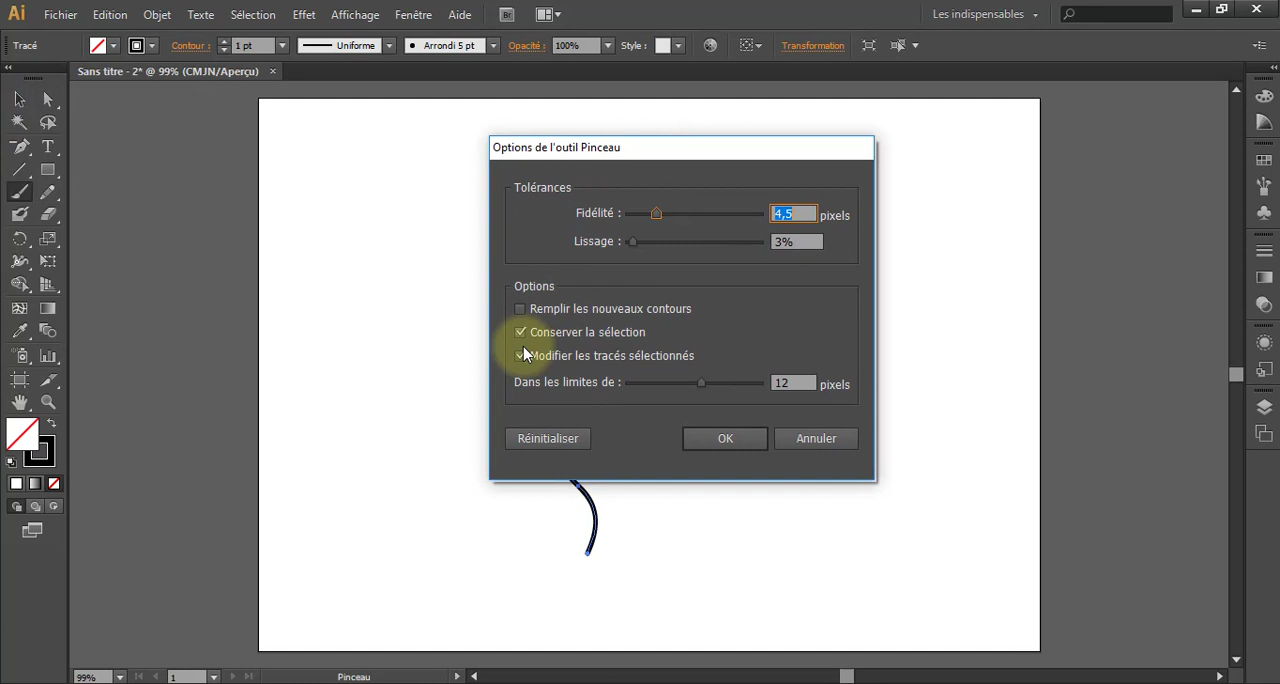 Ai Fichier Edition Objet Texte Sélection Effet Affichage Fenêtre Aide Br Les indispensables
Tracé Contour : 1 pt Uniforme Arrondi 5 pt Opacité : 100% Style : Transformation
Sans titre - 2* @ 99% (CMJN/Aperçu) ×
Options de l'outil Pinceau
Tolérances
Fidélité : 4,5 pixels
Lissage : 3%
Options
Remplir les nouveaux contours
Conserver la sélection
Modifier les tracés sélectionnés
Dans les limites de : 12 pixels
Réinitialiser OK Annuler
99% 1 Pinceau